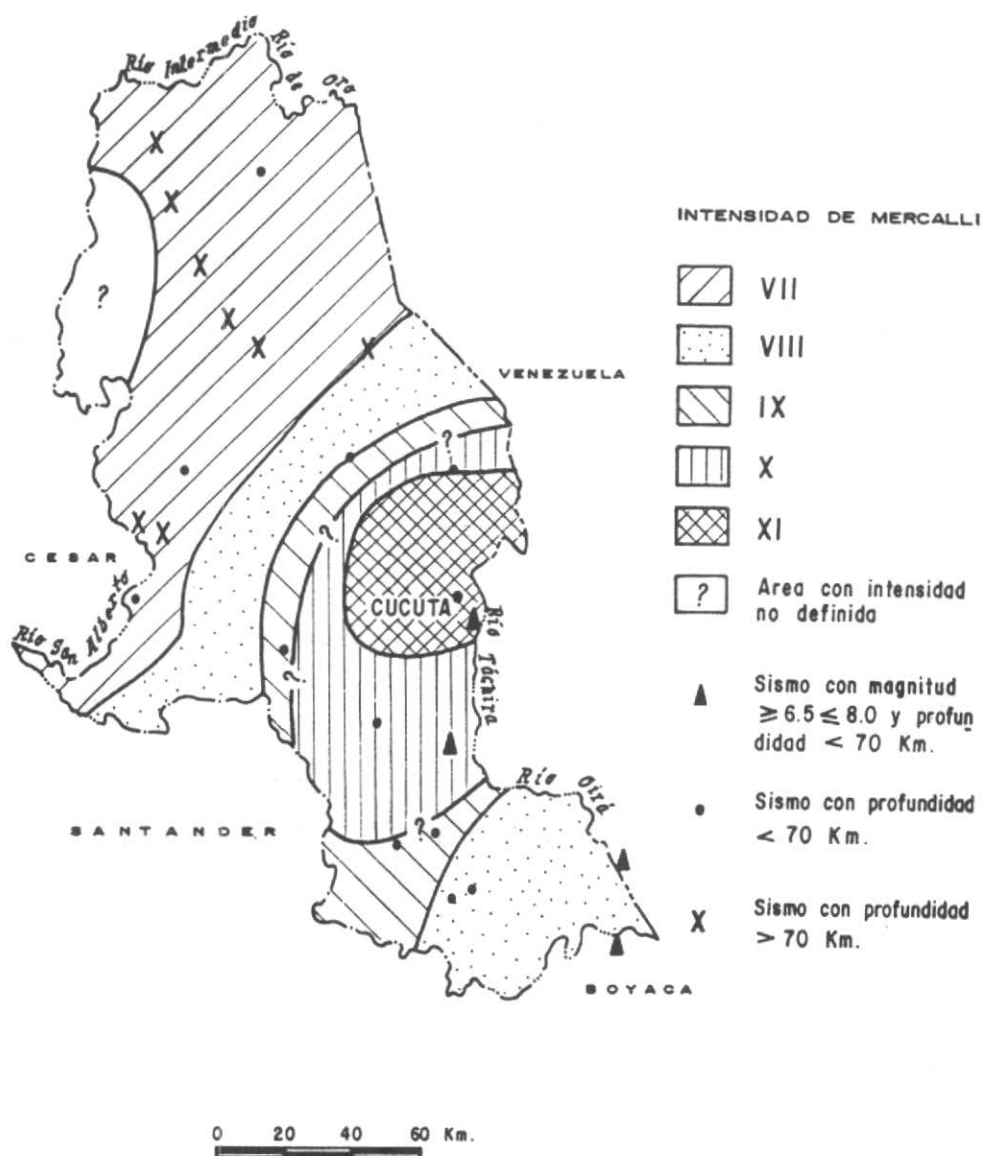 Río Intermedio
Río de Oro
?
VENEZUELA
?
?
CESAR
CUCUTA
Río San Alberto
Río Táchira
?
Río Oirá
SANTANDER
?
BOYACA
INTENSIDAD DE MERCALLI
VII
VIII
IX
X
XI
? Area con intensidad
no definida
Sismo con magnitud
≥6.5≤8.0 y profun
didad < 70 Km.
Sismo con profundidad
< 70 Km.
X Sismo con profundidad
> 70 Km.
0 20 40 60 Km.